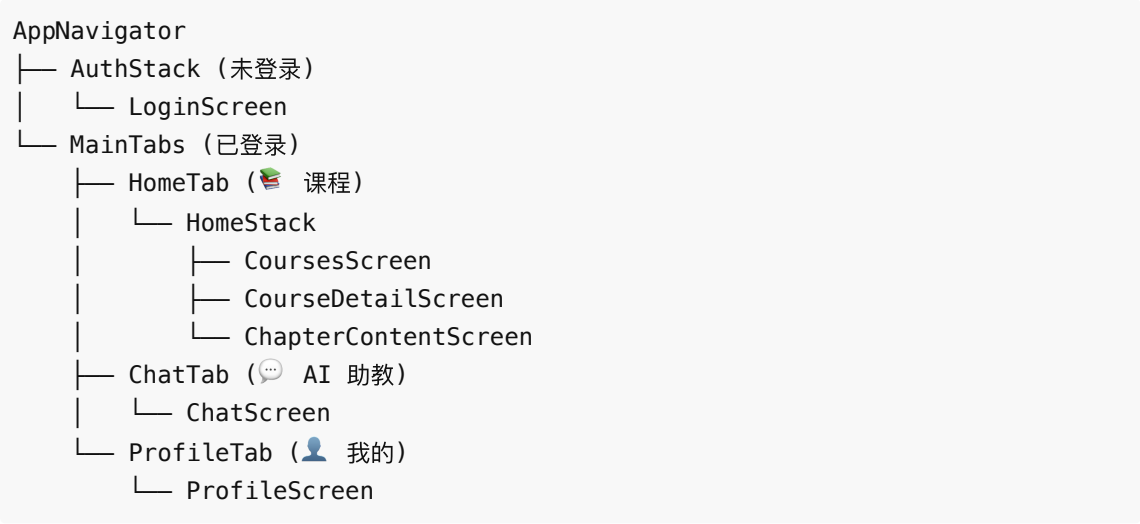 AppNavigator
├── AuthStack (未登录)
│   └── LoginScreen
└── MainTabs (已登录)
    ├── HomeTab (📚 课程)
    │   └── HomeStack
    │       ├── CoursesScreen
    │       ├── CourseDetailScreen
    │       └── ChapterContentScreen
    ├── ChatTab (💬 AI 助教)
    │   └── ChatScreen
    └── ProfileTab (👤 我的)
        └── ProfileScreen